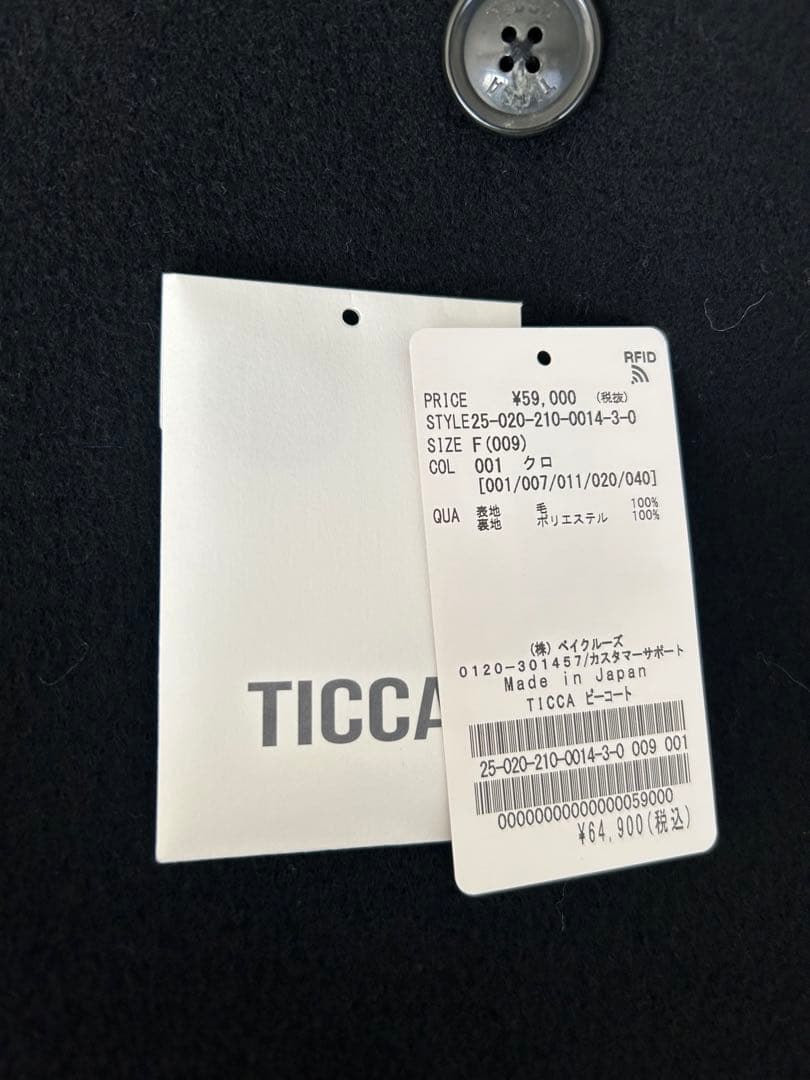 TICCA
RFID
PRICE ¥59,000 (税抜)
STYLE25-020-210-0014-3-0
SIZE F(009)
COL 001 クロ
[001/007/011/020/040]
QUA 表地 毛 100%
裏地 ポリエステル 100%
(株) ベイクルーズ
0120-301457/カスタマーサポート
Made in Japan
TICCA ピーコート
25-020-210-0014-3-0 009 001
00000000000000059000
¥64,900(税込)